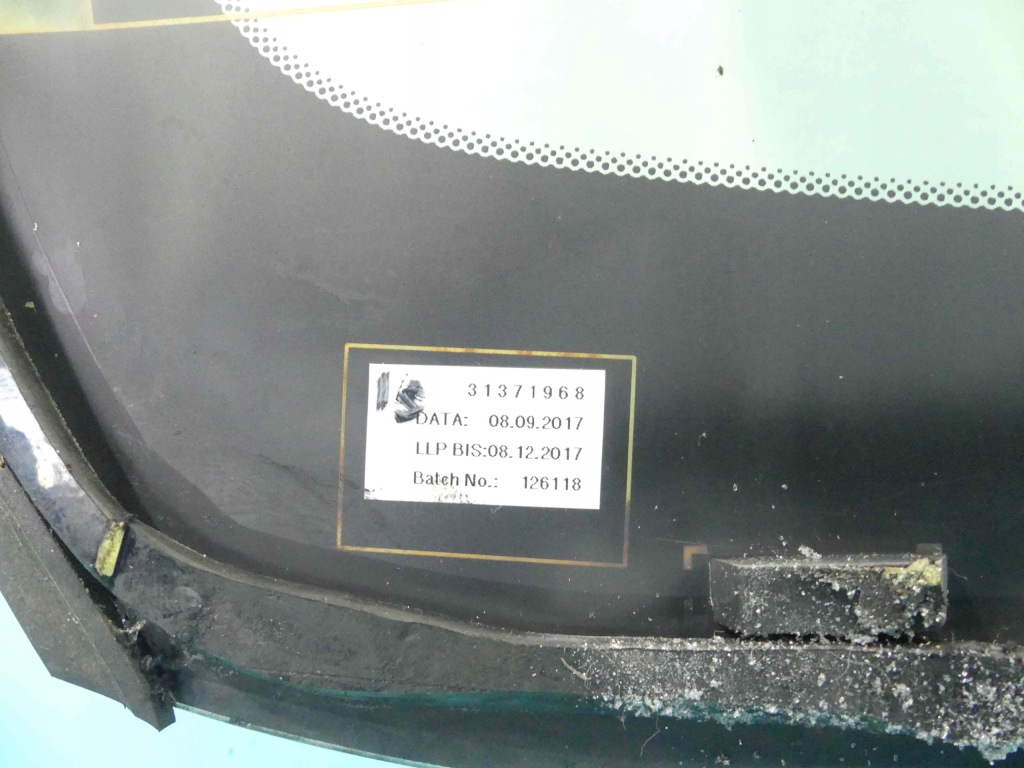 31371968
DATA: 08.09.2017
LLP BIS:08.12.2017
Batch No.: 126118